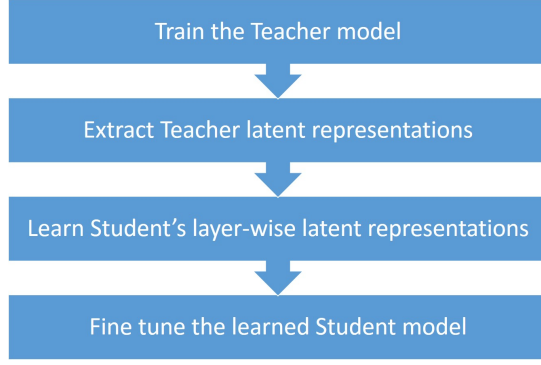 Train the Teacher model
Extract Teacher latent representations
Learn Student’s layer-wise latent representations
Fine tune the learned Student model